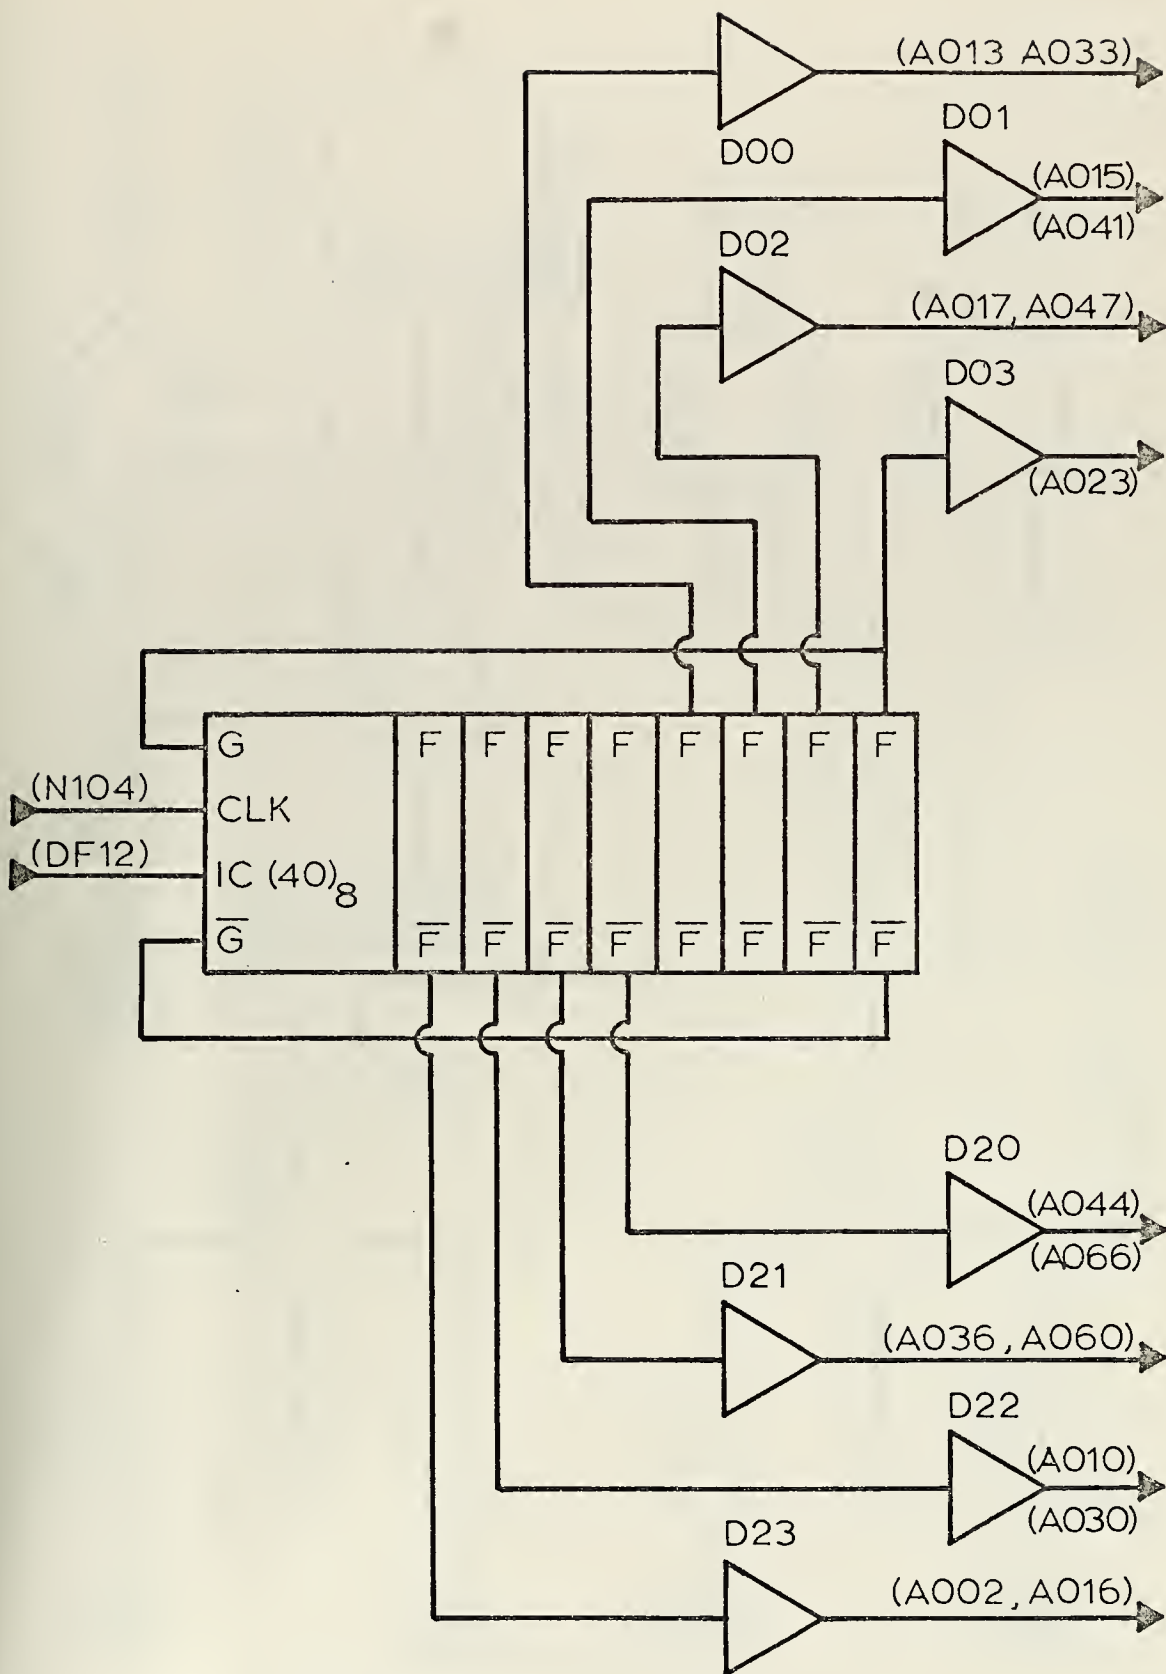 (A013 A033)
D00
D01
(A015)
(A041)
D02
(A017, A047)
D03
(A023)
G F F F F F F F F
(N104)
CLK
(DF12)
IC (40)8
G̅ F̅ F̅ F̅ F̅ F̅ F̅ F̅ F̅
D20
(A044)
(A066)
D21
(A036, A060)
D22
(A010)
(A030)
D23
(A002, A016)